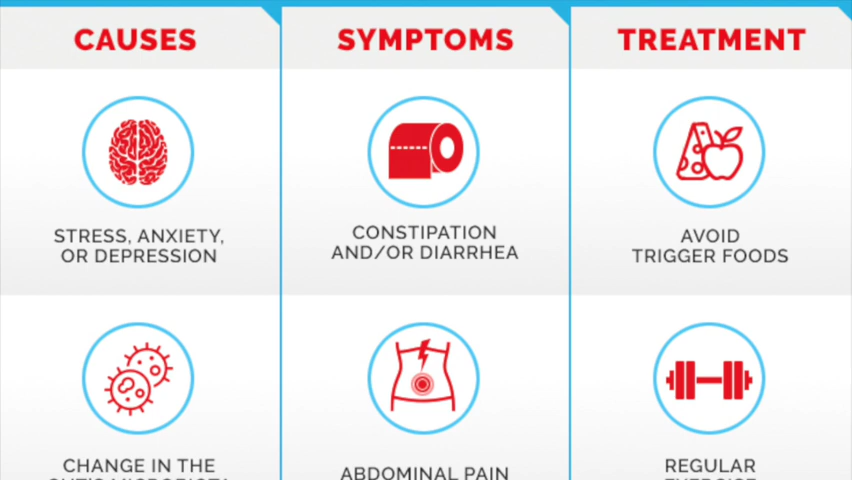 CAUSES
SYMPTOMS
TREATMENT
STRESS, ANXIETY,
OR DEPRESSION
CONSTIPATION
AND/OR DIARRHEA
AVOID
TRIGGER FOODS
CHANGE IN THE
ABDOMINAL PAIN
REGULAR